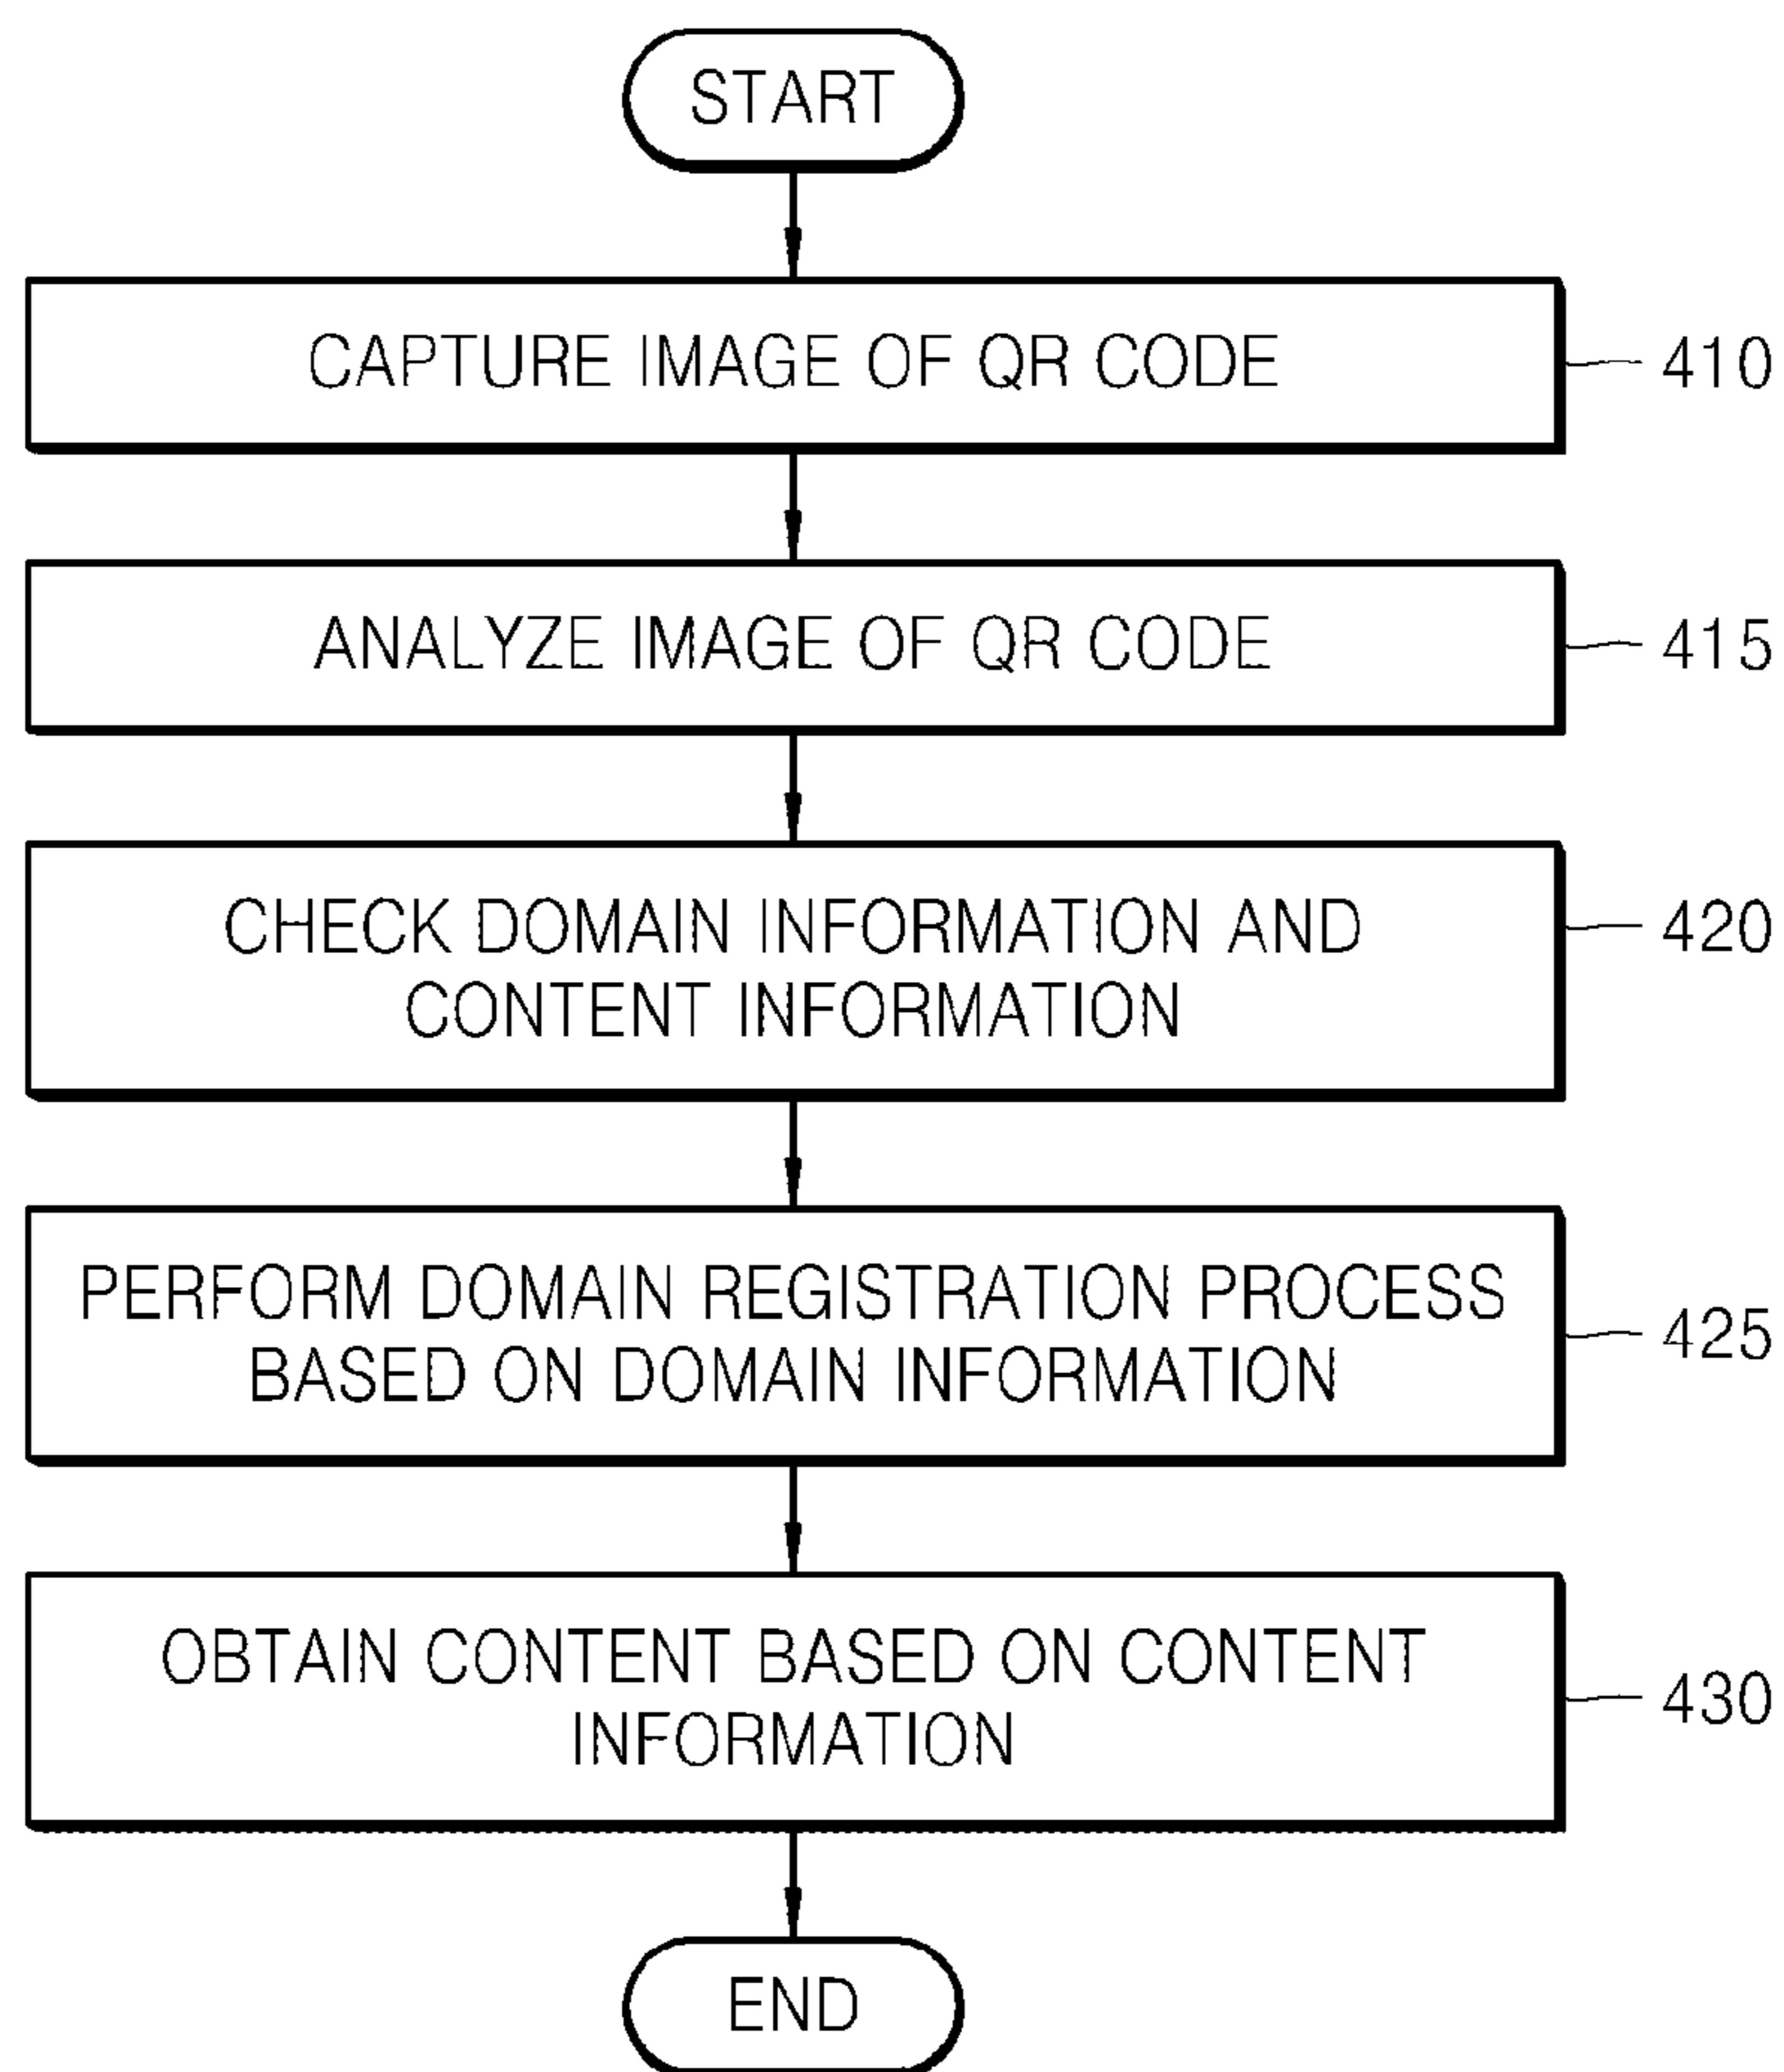 START
CAPTURE IMAGE OF QR CODE
410
ANALYZE IMAGE OF QR CODE
415
CHECK DOMAIN INFORMATION AND
CONTENT INFORMATION
420
PERFORM DOMAIN REGISTRATION PROCESS
BASED ON DOMAIN INFORMATION
425
OBTAIN CONTENT BASED ON CONTENT
INFORMATION
430
END